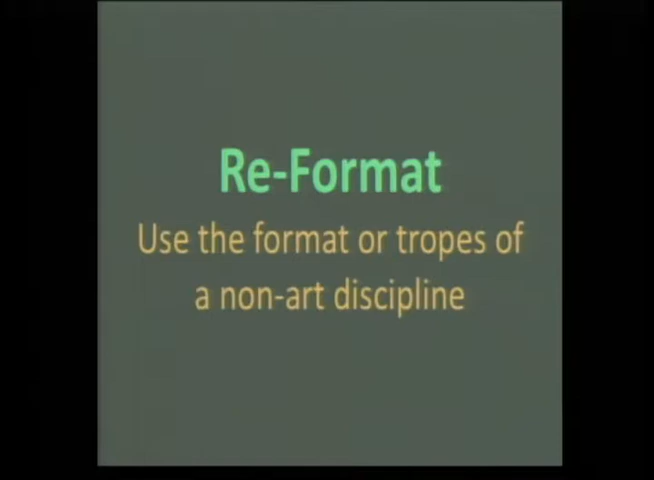 Re-Format
Use the format or tropes of
a non-art discipline